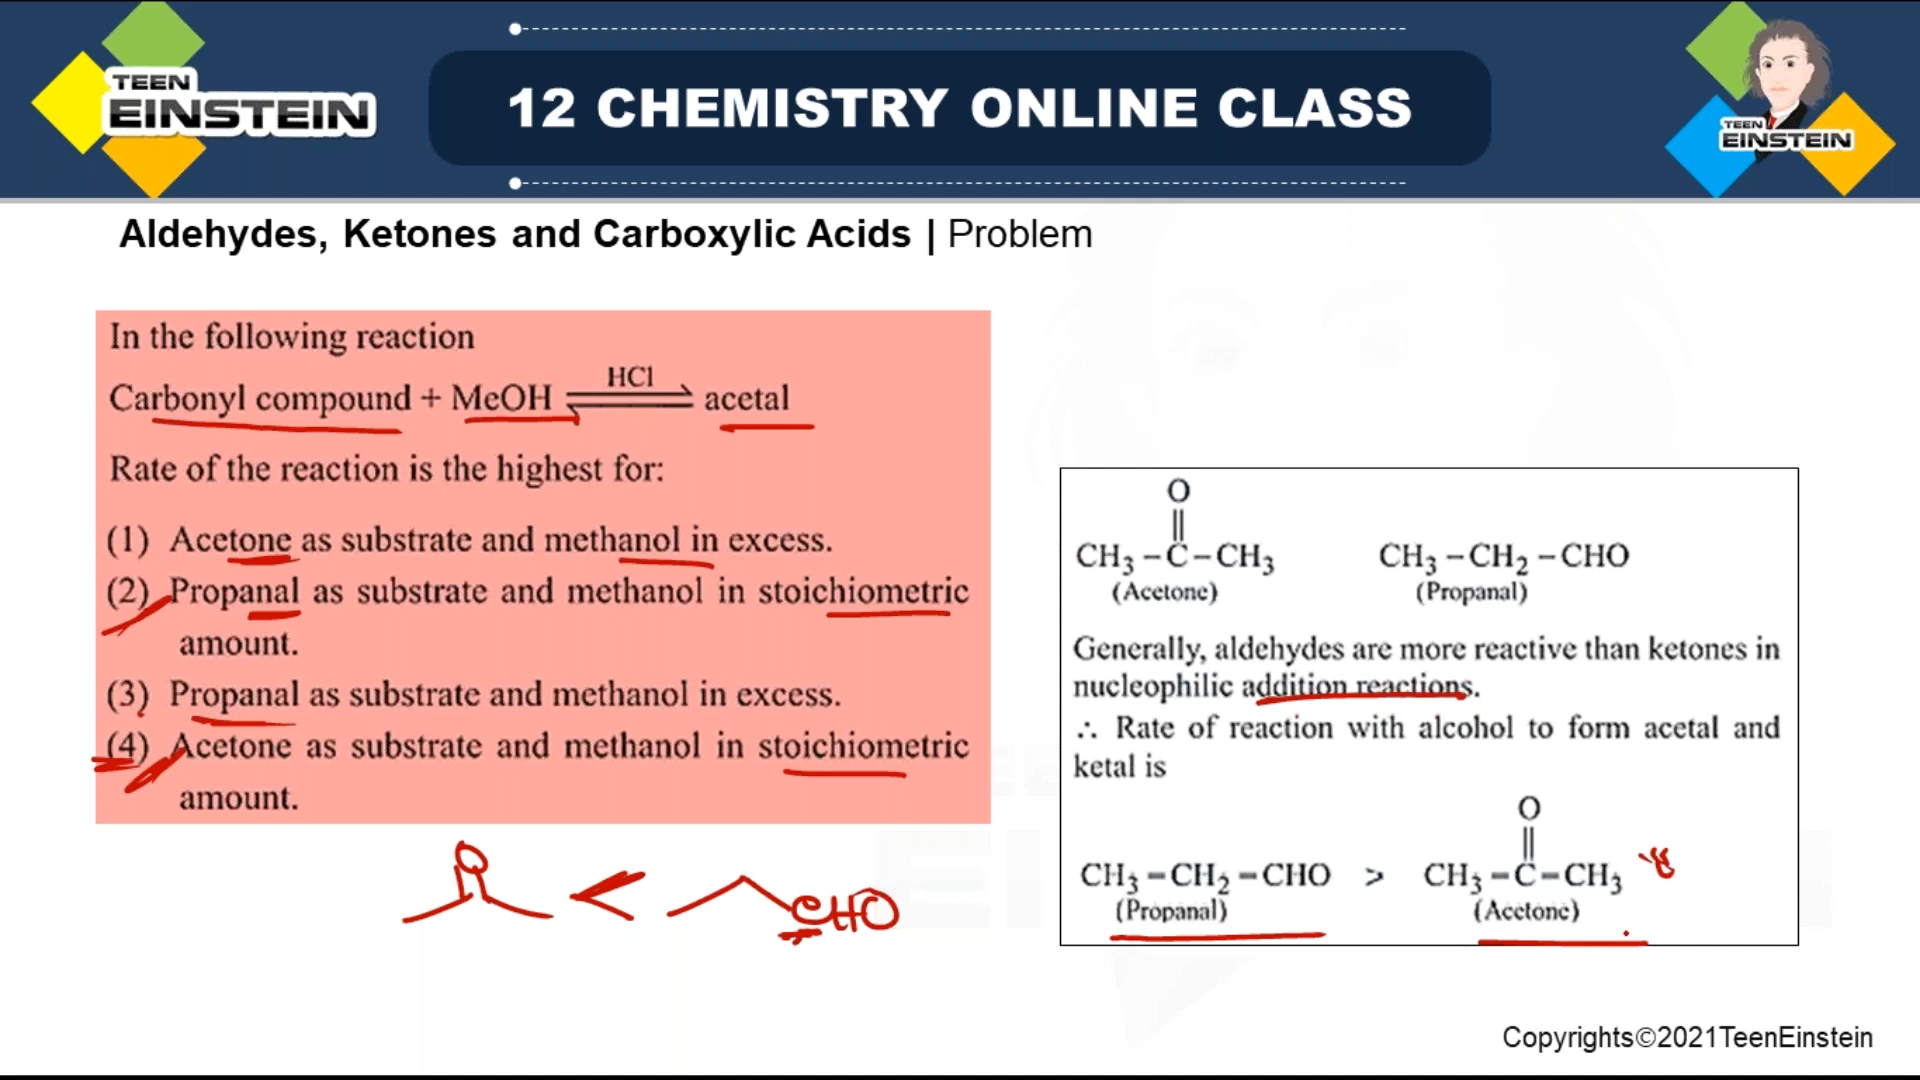 TEEN
EINSTEIN
12 CHEMISTRY ONLINE CLASS
TEEN
EINSTEIN
Aldehydes, Ketones and Carboxylic Acids | Problem
In the following reaction
HCl
Carbonyl compound + MeOH ⇌ acetal
Rate of the reaction is the highest for:
(1) Acetone as substrate and methanol in excess.
(2) Propanal as substrate and methanol in stoichiometric
amount.
(3) Propanal as substrate and methanol in excess.
(4) Acetone as substrate and methanol in stoichiometric
amount.
O
< CHO
O
||
CH₃ – C – CH₃ CH₃ – CH₂ – CHO
(Acetone) (Propanal)
Generally, aldehydes are more reactive than ketones in
nucleophilic addition reactions.
∴ Rate of reaction with alcohol to form acetal and
ketal is
O
||
CH₃ – CH₂ – CHO > CH₃ – C – CH₃
(Propanal) (Acetone)
Copyrights©2021TeenEinstein